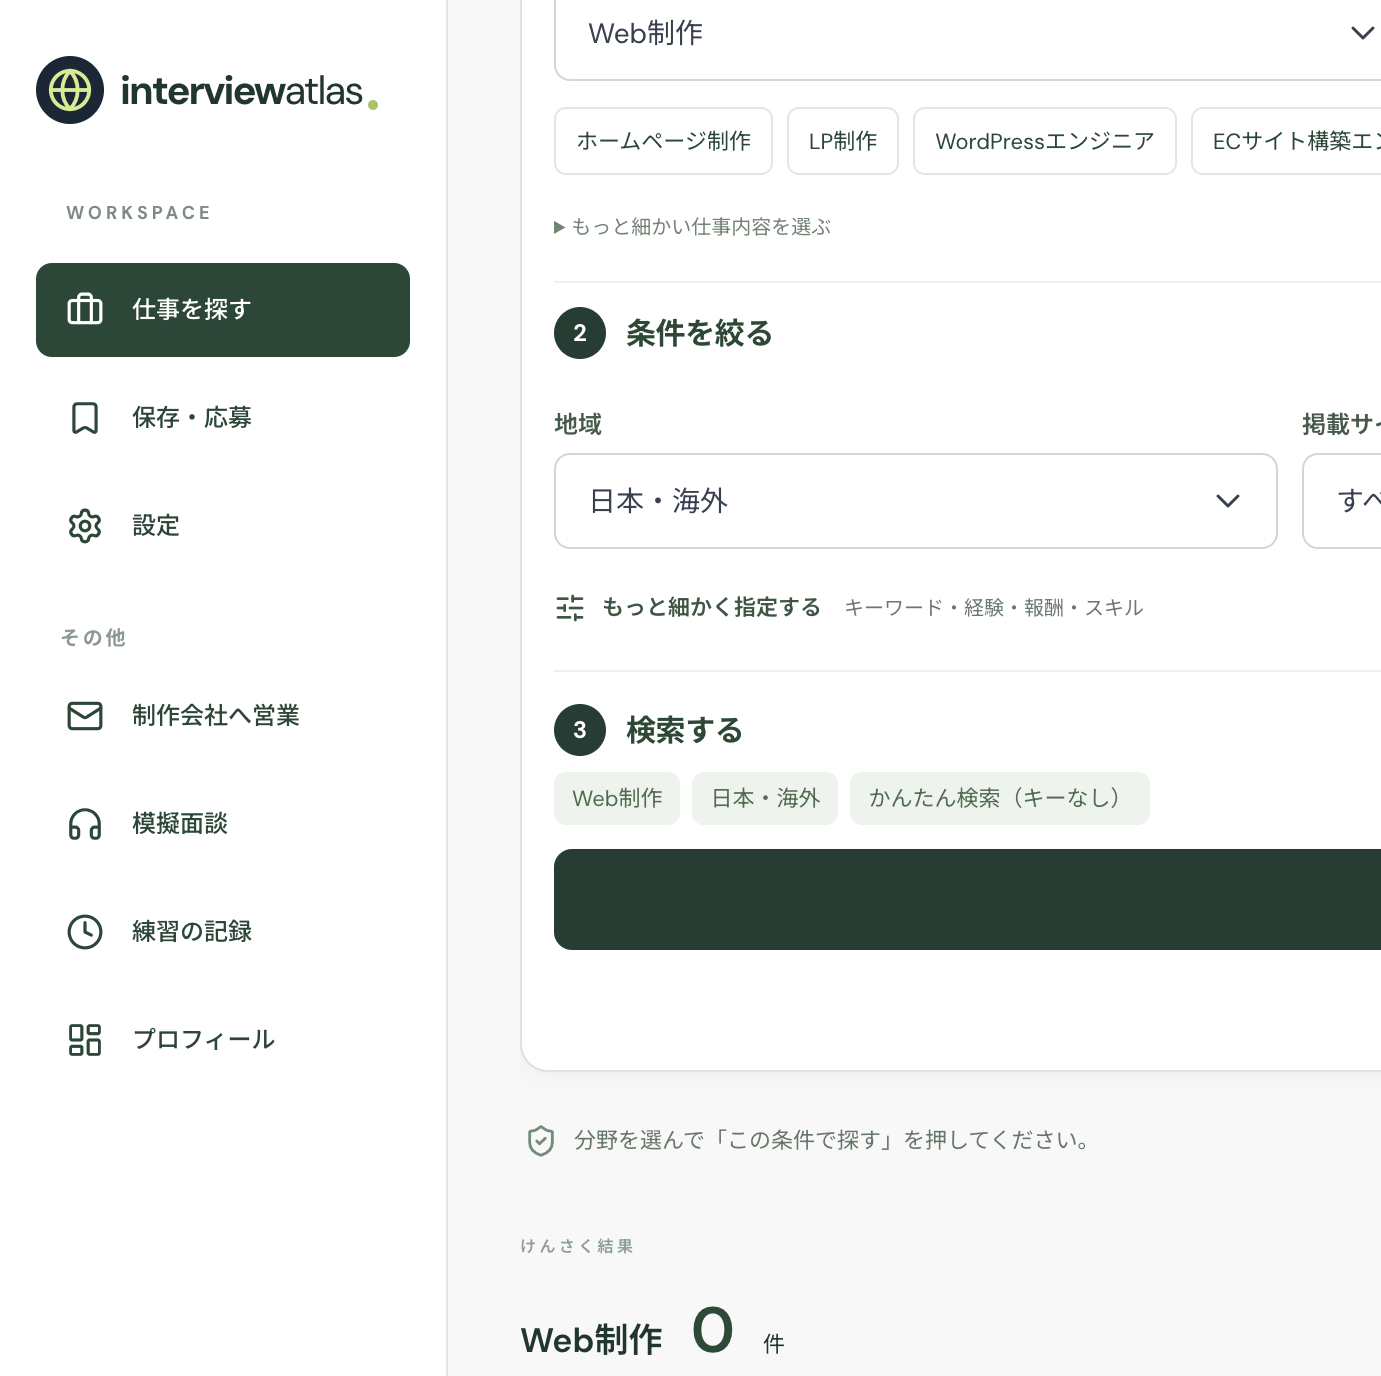 interviewatlas.
WORKSPACE
仕事を探す
保存・応募
設定
その他
制作会社へ営業
模擬面談
練習の記録
プロフィール
Web制作
ホームページ制作 LP制作 WordPressエンジニア ECサイト構築エン
▶ もっと細かい仕事内容を選ぶ
2 条件を絞る
地域 掲載サイ
日本・海外 すべ
もっと細かく指定する キーワード・経験・報酬・スキル
3 検索する
Web制作 日本・海外 かんたん検索（キーなし）
分野を選んで「この条件で探す」を押してください。
けんさく結果
Web制作 0 件